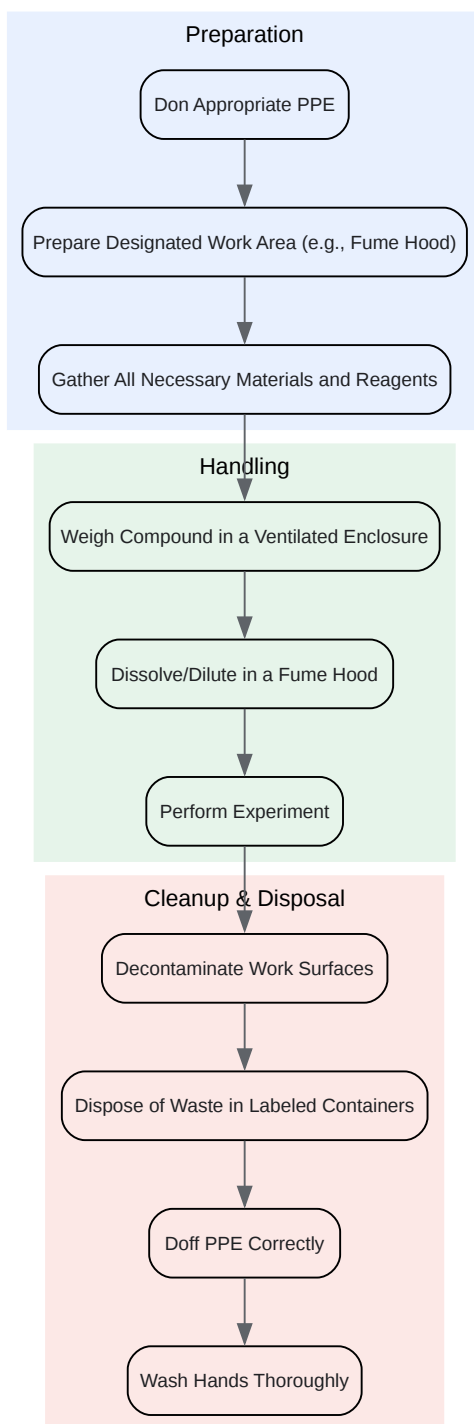 Preparation
Don Appropriate PPE
Prepare Designated Work Area (e.g., Fume Hood)
Gather All Necessary Materials and Reagents
Handling
Weigh Compound in a Ventilated Enclosure
Dissolve/Dilute in a Fume Hood
Perform Experiment
Cleanup & Disposal
Decontaminate Work Surfaces
Dispose of Waste in Labeled Containers
Doff PPE Correctly
Wash Hands Thoroughly